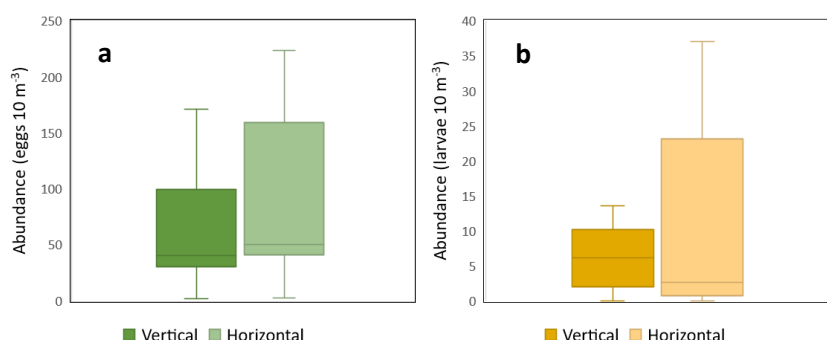 a
Abundance (eggs 10 m⁻³)
250
200
150
100
50
0
Vertical Horizontal
b
Abundance (larvae 10 m⁻³)
40
35
30
25
20
15
10
5
0
Vertical Horizontal